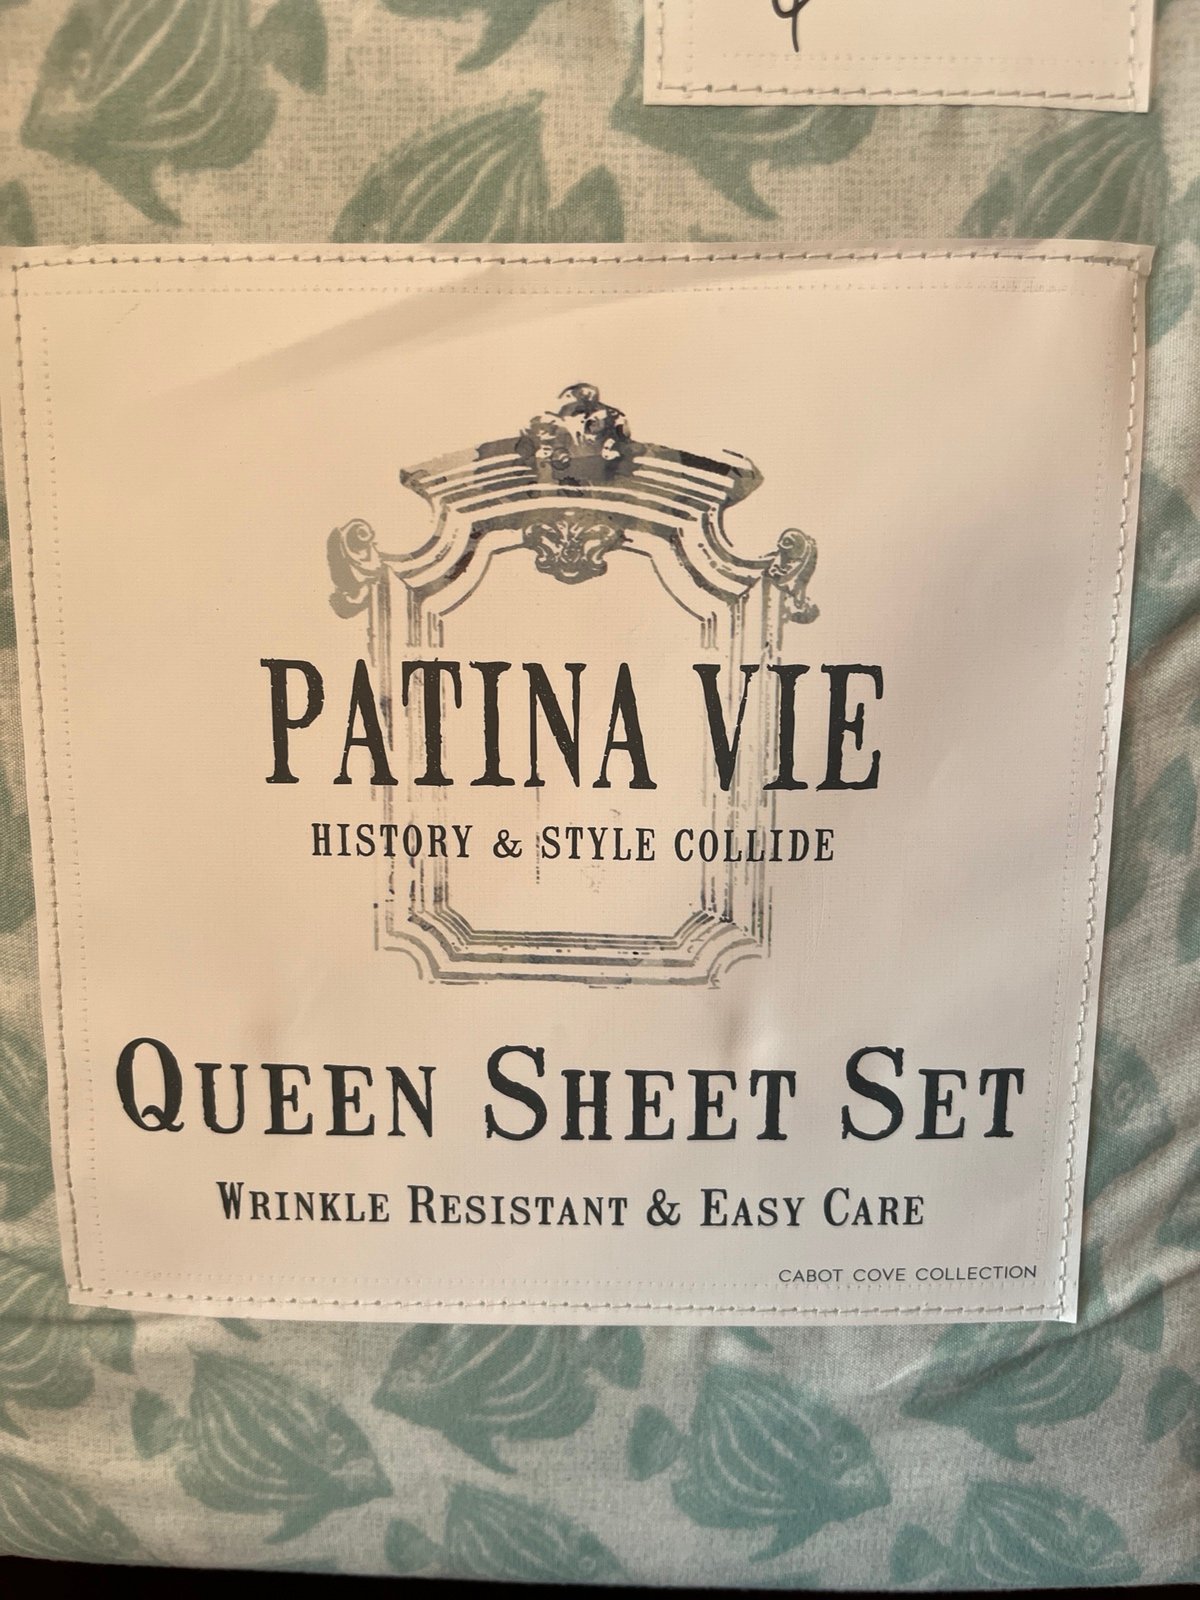 PATINA VIE
HISTORY & STYLE COLLIDE
QUEEN SHEET SET
WRINKLE RESISTANT & EASY CARE
CABOT COVE COLLECTION